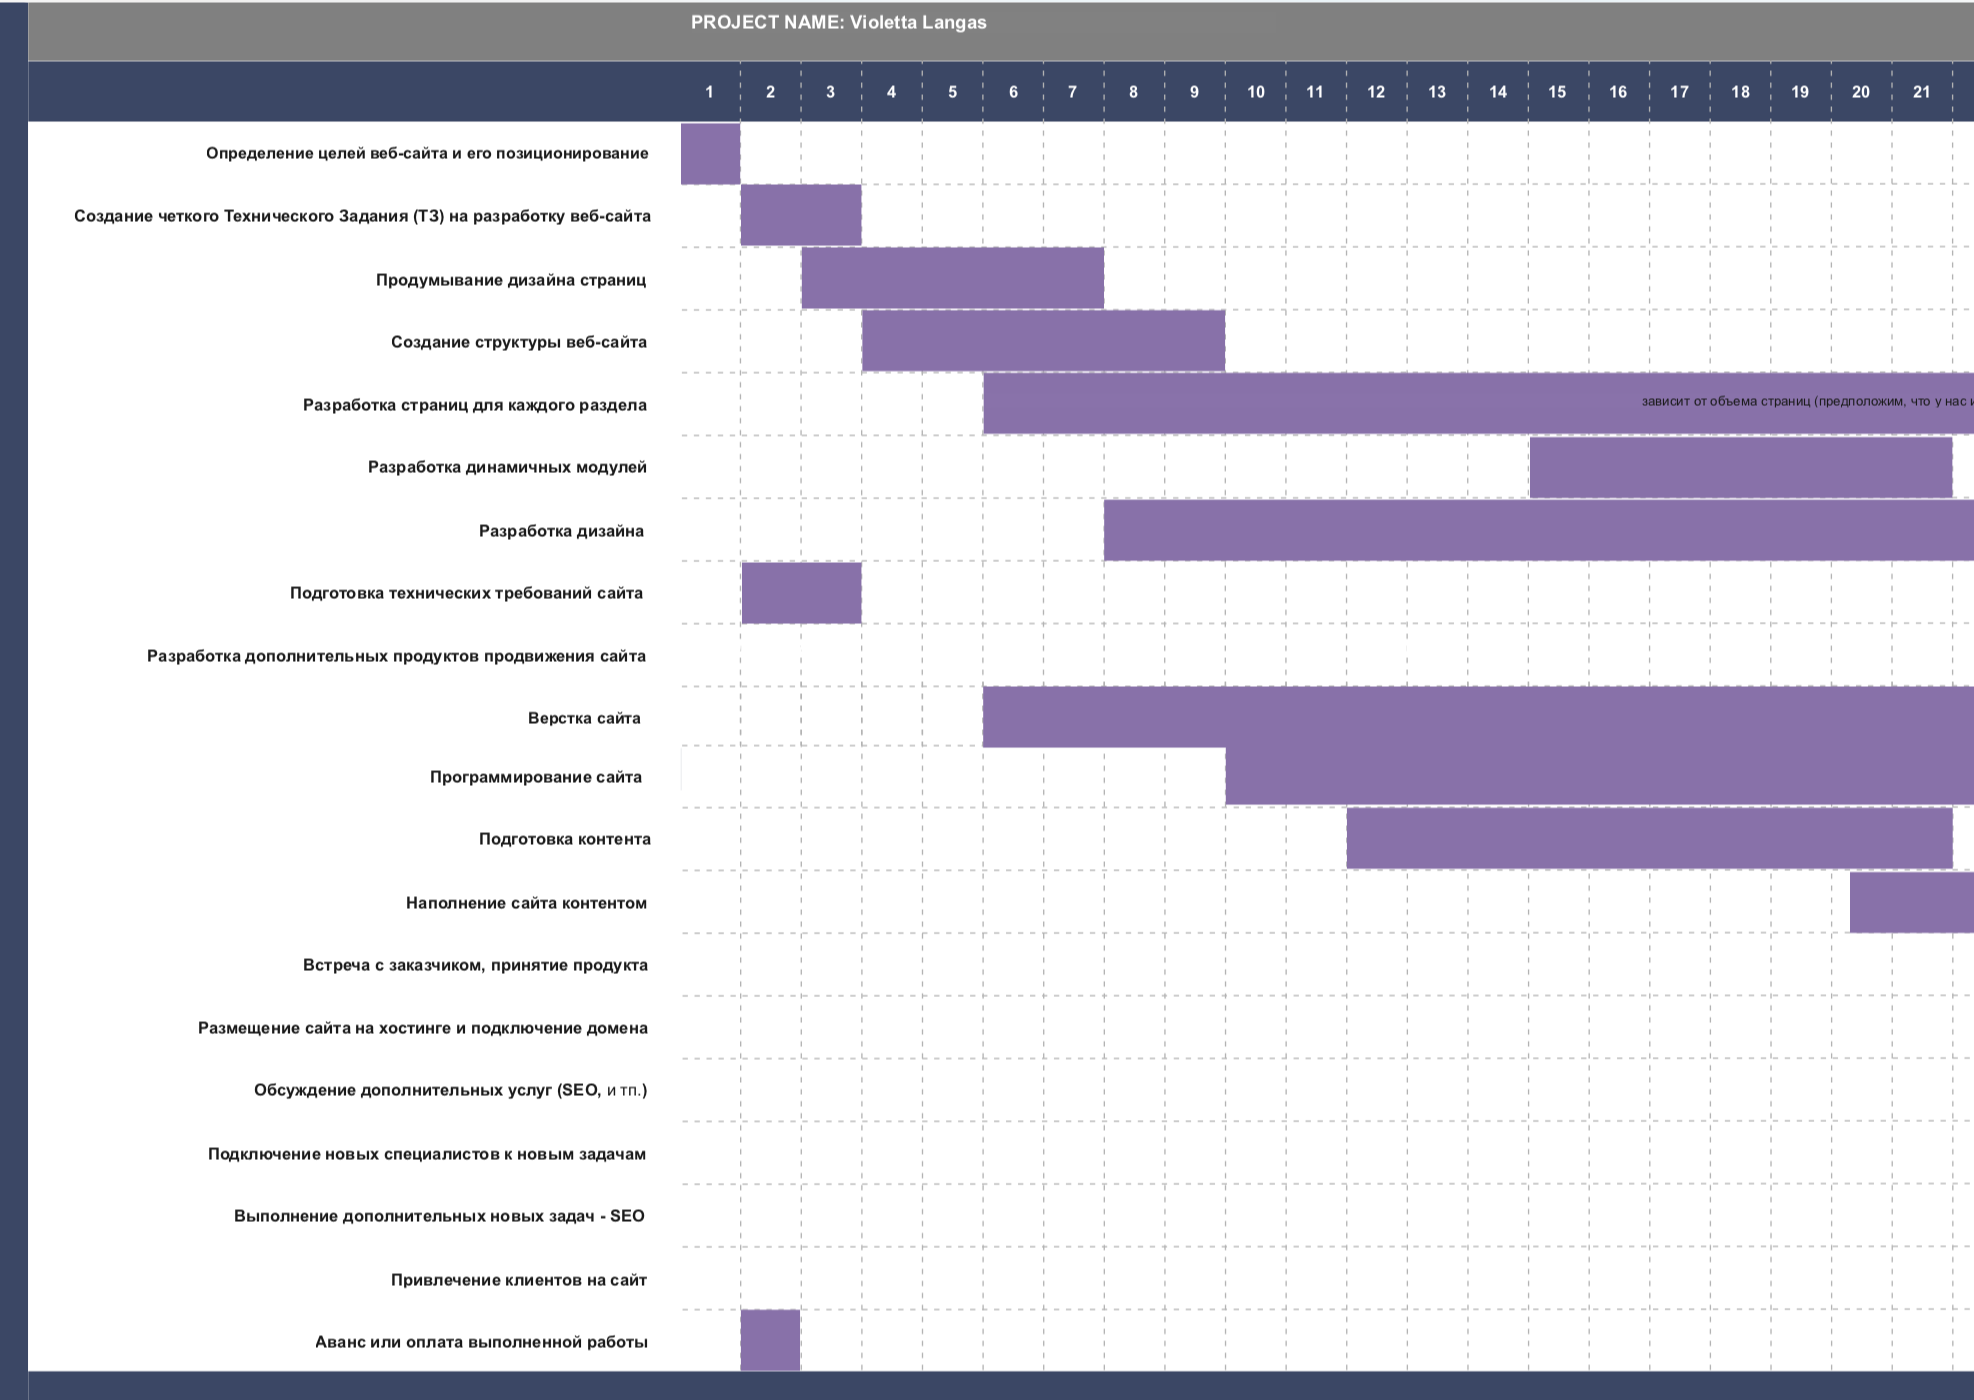 PROJECT NAME: Violetta Langas
1 2 3 4 5 6 7 8 9 10 11 12 13 14 15 16 17 18 19 20 21
Определение целей веб-сайта и его позиционирование
Создание четкого Технического Задания (ТЗ) на разработку веб-сайта
Продумывание дизайна страниц
Создание структуры веб-сайта
Разработка страниц для каждого раздела
зависит от объема страниц (предположим, что у нас
Разработка динамичных модулей
Разработка дизайна
Подготовка технических требований сайта
Разработка дополнительных продуктов продвижения сайта
Верстка сайта
Программирование сайта
Подготовка контента
Наполнение сайта контентом
Встреча с заказчиком, принятие продукта
Размещение сайта на хостинге и подключение домена
Обсуждение дополнительных услуг (SEO, и тп.)
Подключение новых специалистов к новым задачам
Выполнение дополнительных новых задач - SEO
Привлечение клиентов на сайт
Аванс или оплата выполненной работы